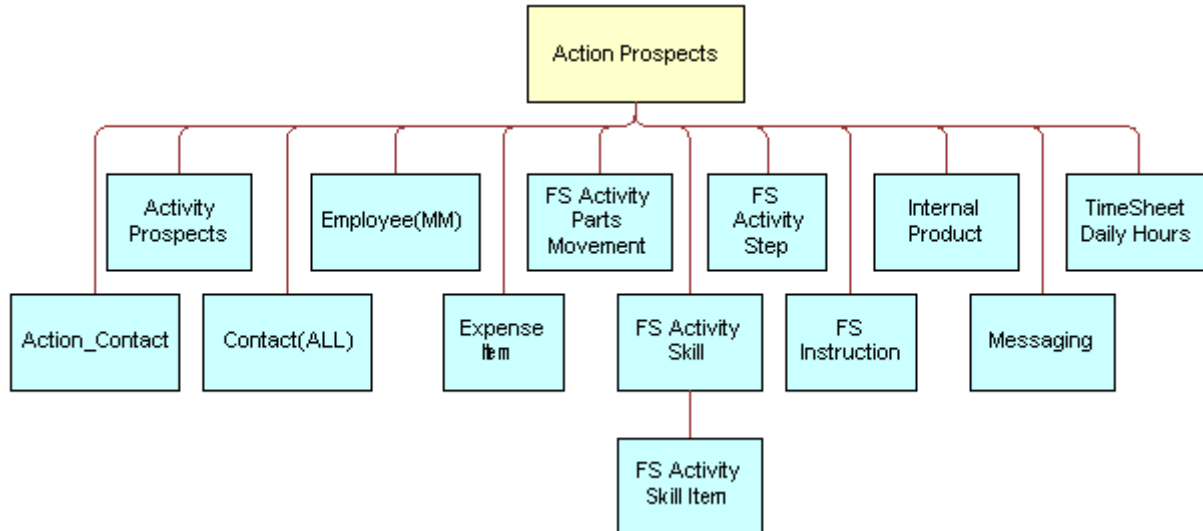 Action Prospects
Activity
Prospects
Employee(MM)
FS Activity
Parts
Movement
FS
Activity
Step
Internal
Product
TimeSheet
Daily Hours
Action_Contact
Contact(ALL)
Expense
Item
FS Activity
Skill
FS
Instruction
Messaging
FS Activity
Skill Item